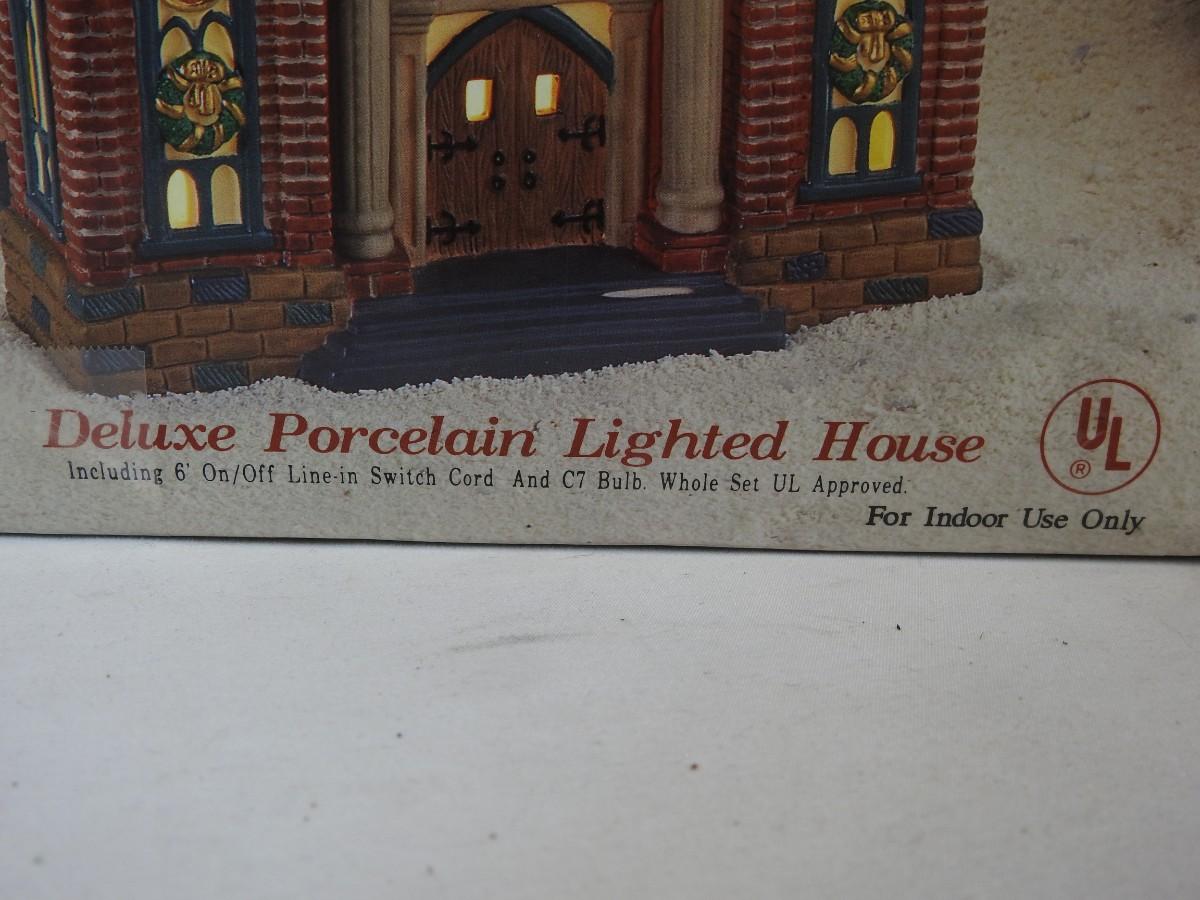 Deluxe Porcelain Lighted House
Including 6' On/Off Line-in Switch Cord And C7 Bulb. Whole Set UL Approved.
UL ®
For Indoor Use Only